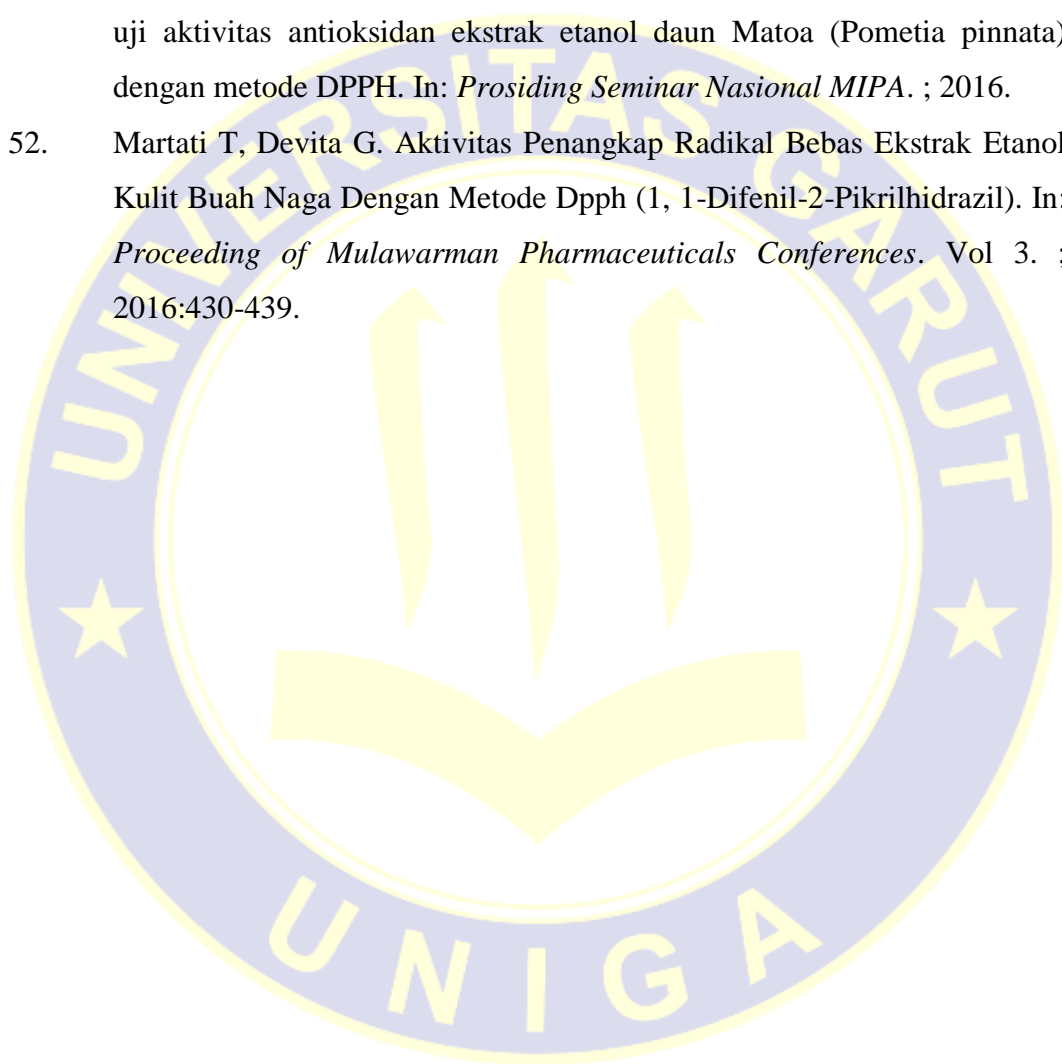 uji aktivitas antioksidan ekstrak etanol daun Matoa (Pometia pinnata)
dengan metode DPPH. In: Prosiding Seminar Nasional MIPA. ; 2016.
52. Martati T, Devita G. Aktivitas Penangkap Radikal Bebas Ekstrak Etanol
Kulit Buah Naga Dengan Metode Dpph (1, 1-Difenil-2-Pikrilhidrazil). In:
Proceeding of Mulawarman Pharmaceuticals Conferences. Vol 3. ;
2016:430-439.
UNIVERSITAS GARUT
UNIGA